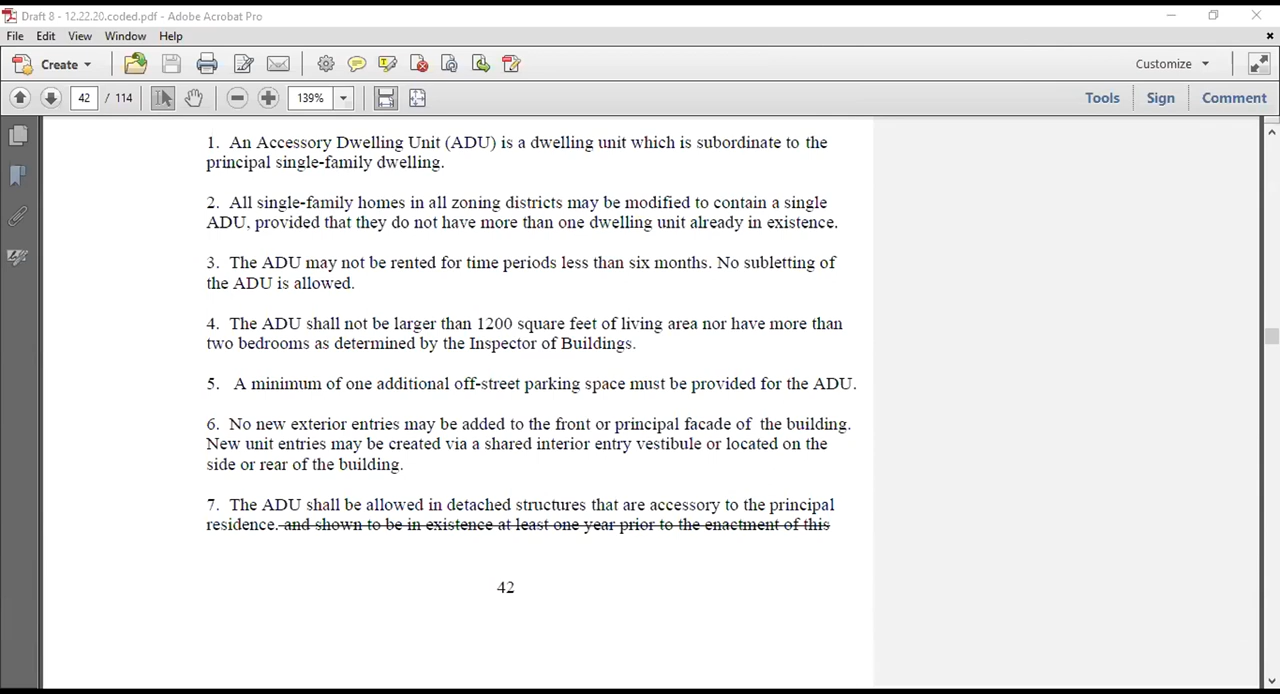 Draft 8 - 12.22.20.coded.pdf - Adobe Acrobat Pro
File Edit View Window Help
Create Customize
42 / 114 139% Tools Sign Comment
1. An Accessory Dwelling Unit (ADU) is a dwelling unit which is subordinate to the
principal single-family dwelling.
2. All single-family homes in all zoning districts may be modified to contain a single
ADU, provided that they do not have more than one dwelling unit already in existence.
3. The ADU may not be rented for time periods less than six months. No subletting of
the ADU is allowed.
4. The ADU shall not be larger than 1200 square feet of living area nor have more than
two bedrooms as determined by the Inspector of Buildings.
5. A minimum of one additional off-street parking space must be provided for the ADU.
6. No new exterior entries may be added to the front or principal facade of the building.
New unit entries may be created via a shared interior entry vestibule or located on the
side or rear of the building.
7. The ADU shall be allowed in detached structures that are accessory to the principal
residence. and shown to be in existence at least one year prior to the enactment of this
42